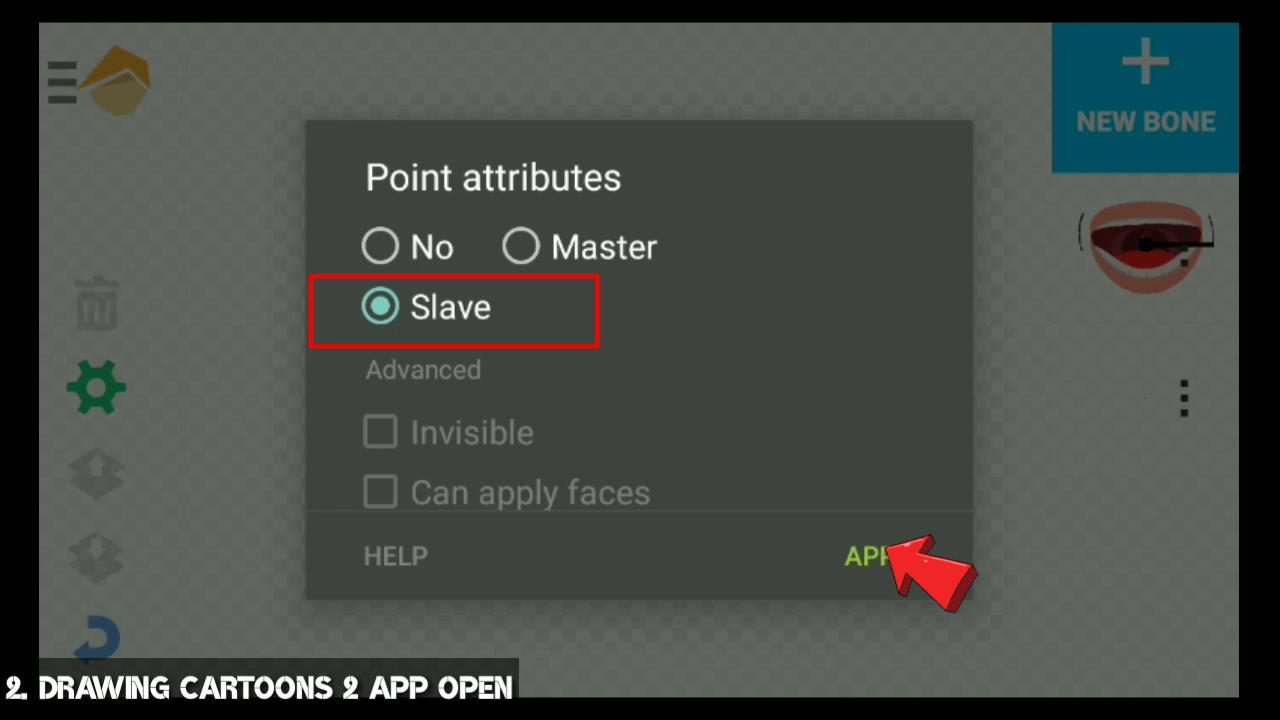 NEW BONE
Point attributes
No Master
Slave
Advanced
Invisible
Can apply faces
HELP
2. DRAWING CARTOONS 2 APP OPEN